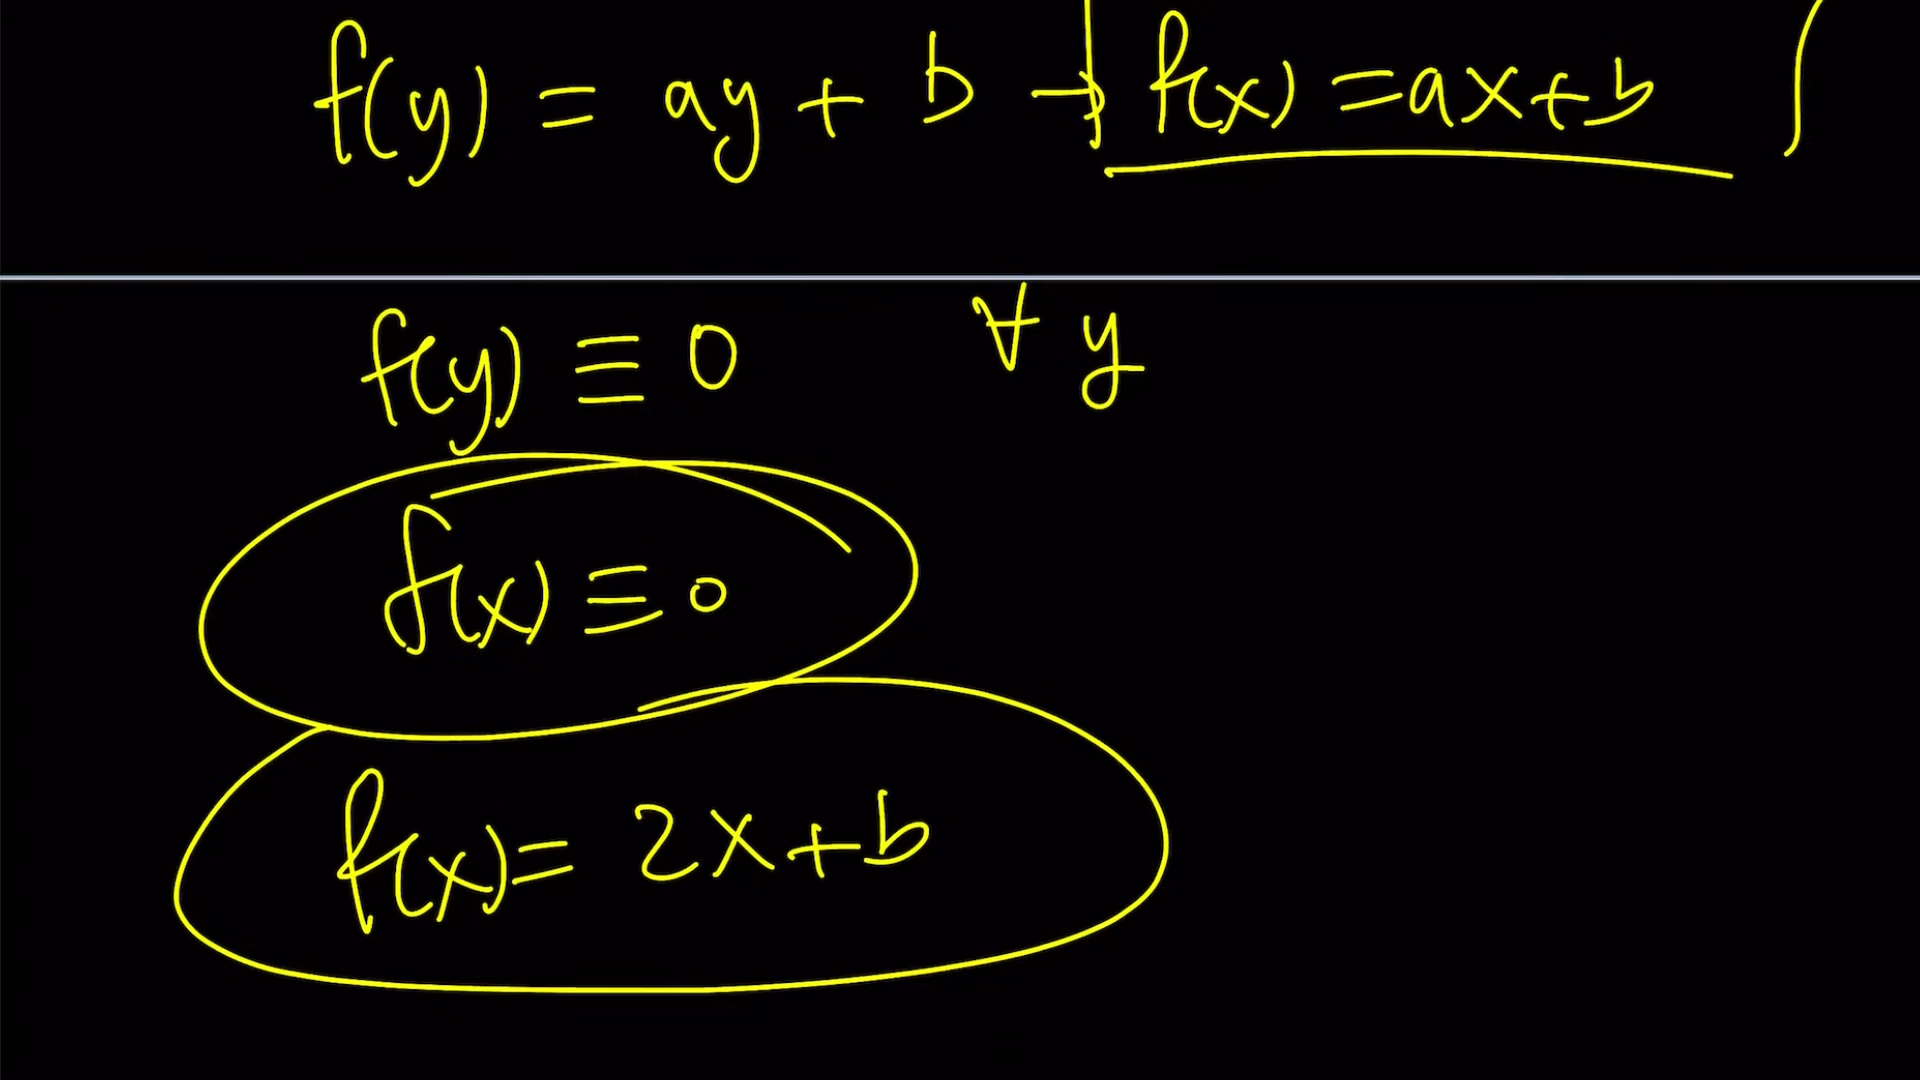 f(y) = ay + b → f(x) = ax + b
f(y) ≡ 0 ∀ y
f(x) ≡ 0
f(x) = 2x + b